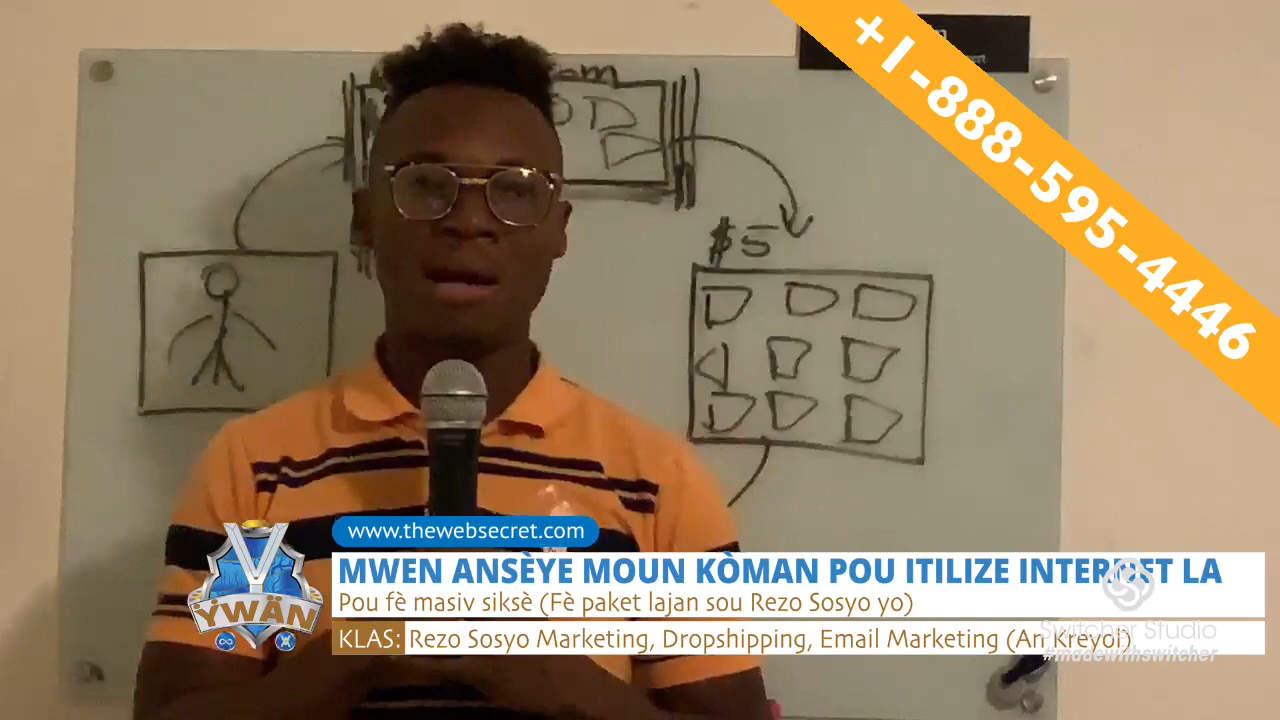 +1-888-595-4446
$5
www.thewebsecret.com
MWEN ANSÈYE MOUN KÒMAN POU ITILIZE INTERNET LA
Pou fè masiv siksè (Fè paket lajan sou Rezo Sosyo yo)
KLAS: Rezo Sosyo Marketing, Dropshipping, Email Marketing (An Kreyol)
ÝWÄN
Switcher Studio
#madewithswitcher